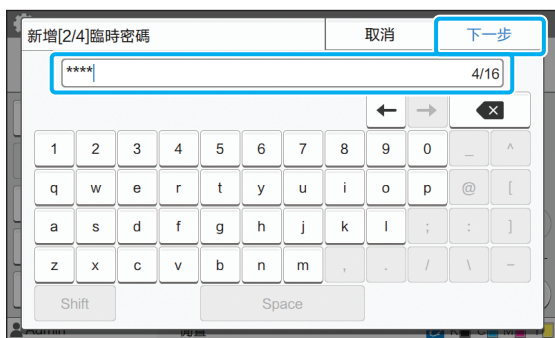 新增[2/4]臨時密碼 取消 下一步
**** 4/16
← →
1 2 3 4 5 6 7 8 9 0 _ ^
q w e r t y u i o p @ [
a s d f g h j k l ; : ]
z x c v b n m , . / \ -
Shift Space
Admin